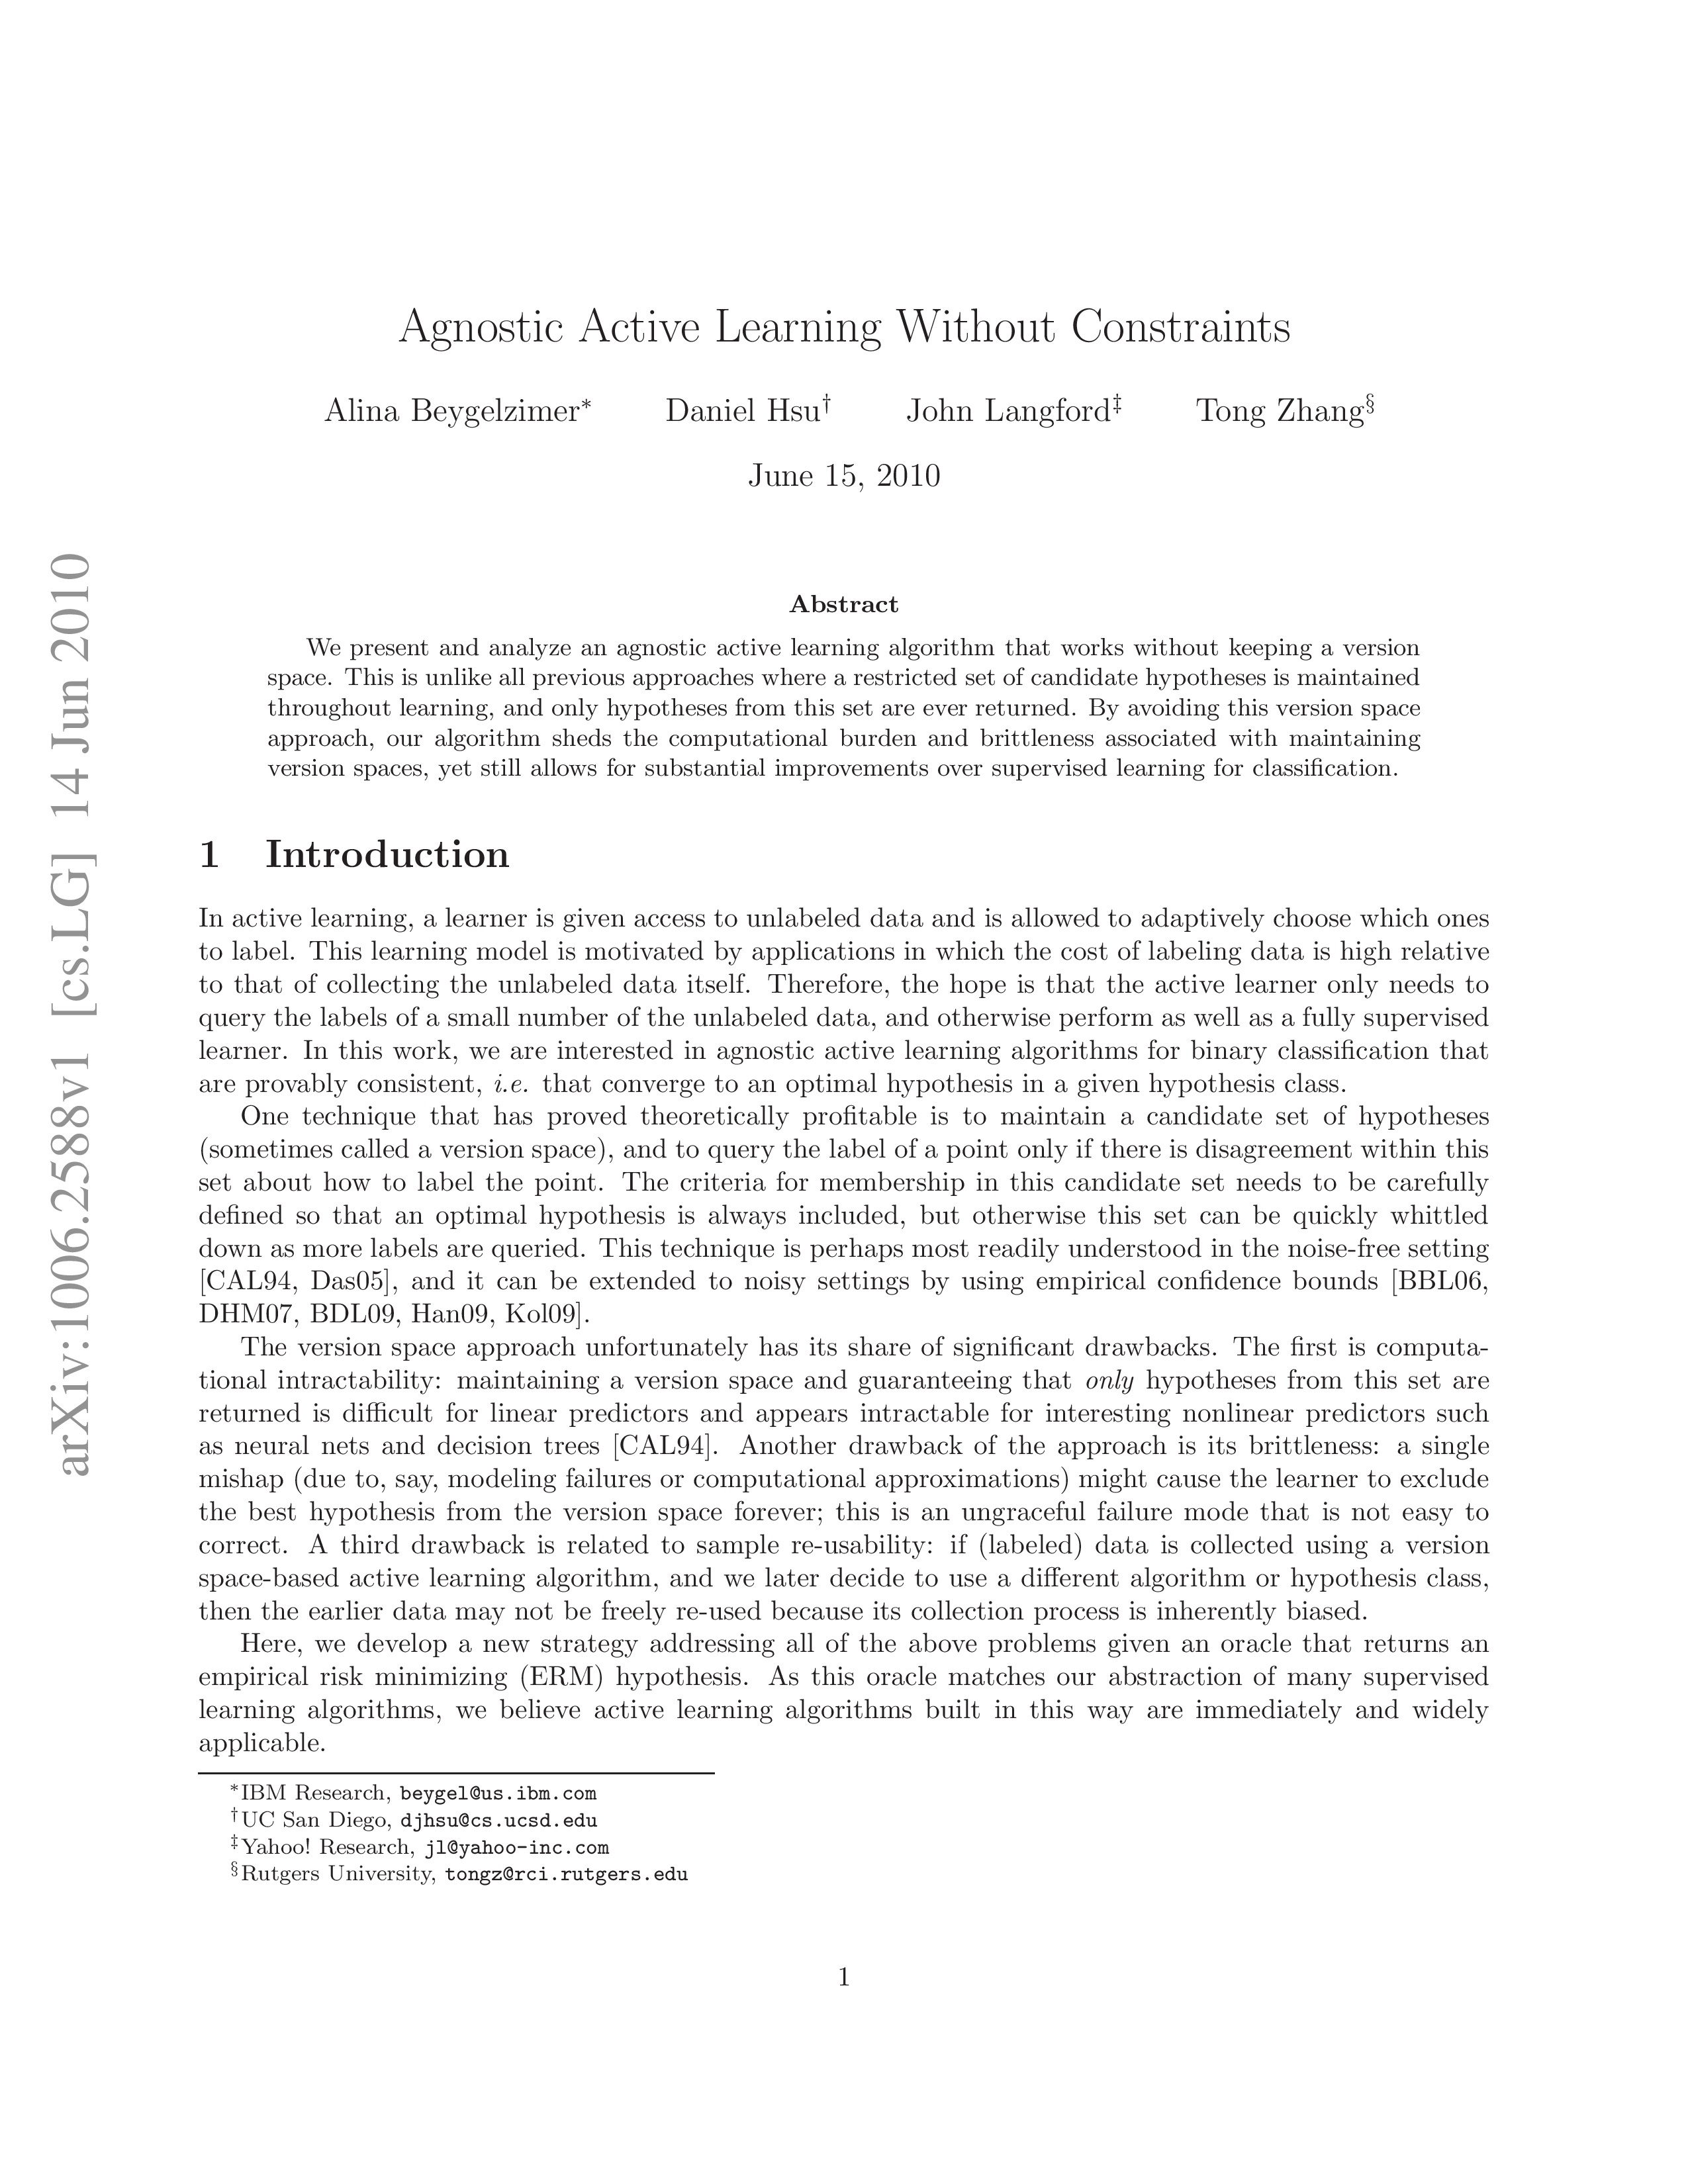 Agnostic Active Learning Without Constraints
Alina Beygelzimer* Daniel Hsu† John Langford‡ Tong Zhang§
June 15, 2010
arXiv:1006.2588v1 [cs.LG] 14 Jun 2010
Abstract
We present and analyze an agnostic active learning algorithm that works without keeping a version
space. This is unlike all previous approaches where a restricted set of candidate hypotheses is maintained
throughout learning, and only hypotheses from this set are ever returned. By avoiding this version space
approach, our algorithm sheds the computational burden and brittleness associated with maintaining
version spaces, yet still allows for substantial improvements over supervised learning for classification.
1 Introduction
In active learning, a learner is given access to unlabeled data and is allowed to adaptively choose which ones
to label. This learning model is motivated by applications in which the cost of labeling data is high relative
to that of collecting the unlabeled data itself. Therefore, the hope is that the active learner only needs to
query the labels of a small number of the unlabeled data, and otherwise perform as well as a fully supervised
learner. In this work, we are interested in agnostic active learning algorithms for binary classification that
are provably consistent, i.e. that converge to an optimal hypothesis in a given hypothesis class.
One technique that has proved theoretically profitable is to maintain a candidate set of hypotheses
(sometimes called a version space), and to query the label of a point only if there is disagreement within this
set about how to label the point. The criteria for membership in this candidate set needs to be carefully
defined so that an optimal hypothesis is always included, but otherwise this set can be quickly whittled
down as more labels are queried. This technique is perhaps most readily understood in the noise-free setting
[CAL94, Das05], and it can be extended to noisy settings by using empirical confidence bounds [BBL06,
DHM07, BDL09, Han09, Kol09].
The version space approach unfortunately has its share of significant drawbacks. The first is computa-
tional intractability: maintaining a version space and guaranteeing that only hypotheses from this set are
returned is difficult for linear predictors and appears intractable for interesting nonlinear predictors such
as neural nets and decision trees [CAL94]. Another drawback of the approach is its brittleness: a single
mishap (due to, say, modeling failures or computational approximations) might cause the learner to exclude
the best hypothesis from the version space forever; this is an ungraceful failure mode that is not easy to
correct. A third drawback is related to sample re-usability: if (labeled) data is collected using a version
space-based active learning algorithm, and we later decide to use a different algorithm or hypothesis class,
then the earlier data may not be freely re-used because its collection process is inherently biased.
Here, we develop a new strategy addressing all of the above problems given an oracle that returns an
empirical risk minimizing (ERM) hypothesis. As this oracle matches our abstraction of many supervised
learning algorithms, we believe active learning algorithms built in this way are immediately and widely
applicable.
*IBM Research, beygel@us.ibm.com
†UC San Diego, djhsu@cs.ucsd.edu
‡Yahoo! Research, jl@yahoo-inc.com
§Rutgers University, tongz@rci.rutgers.edu
1